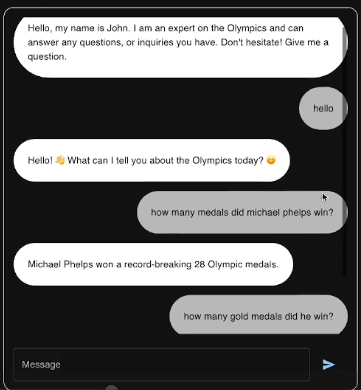 Hello, my name is John. I am an expert on the Olympics and can
answer any questions, or inquiries you have. Don't hesitate! Give me a
question.
hello
Hello! 👋 What can I tell you about the Olympics today? 😊
how many medals did michael phelps win?
Michael Phelps won a record-breaking 28 Olympic medals.
how many gold medals did he win?
Message